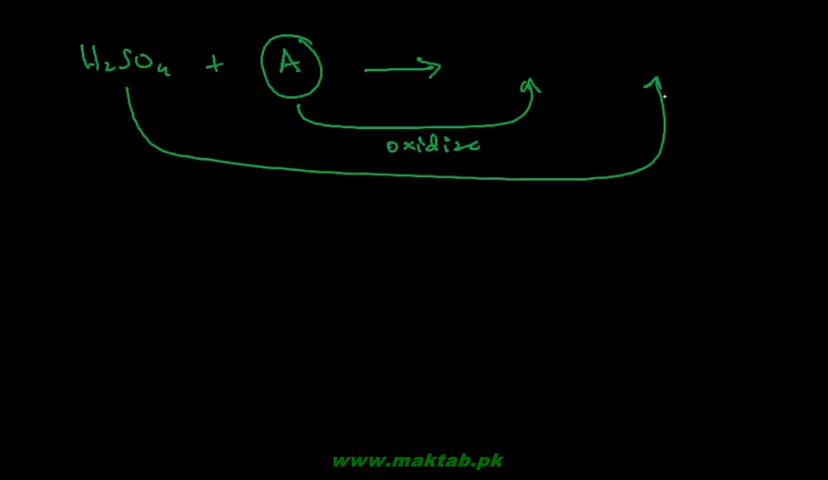 H₂SO₄ + A →
oxidize
www.maktab.pk